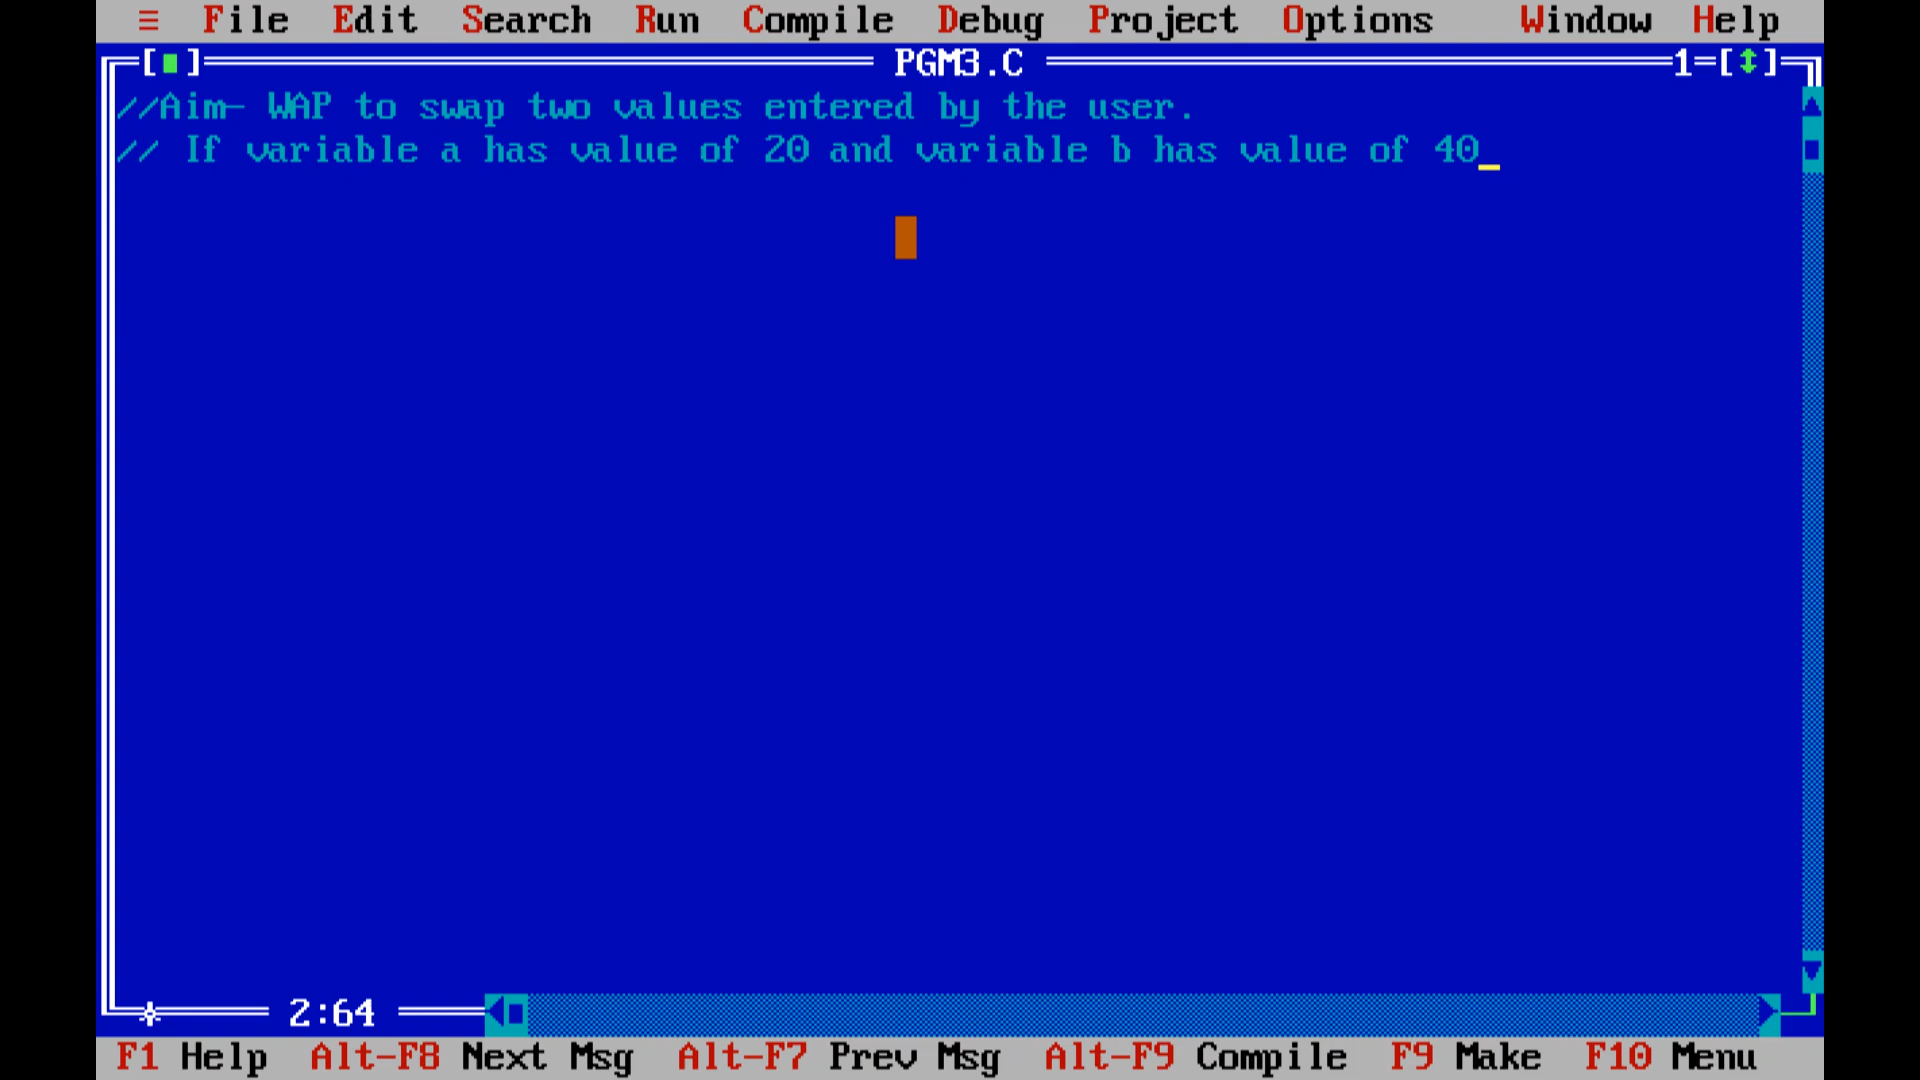 ≡ File Edit Search Run Compile Debug Project Options Window Help
[■] PGM3.C 1=[↕]
//Aim- WAP to swap two values entered by the user.
// If variable a has value of 20 and variable b has value of 40_
2:64
F1 Help Alt-F8 Next Msg Alt-F7 Prev Msg Alt-F9 Compile F9 Make F10 Menu